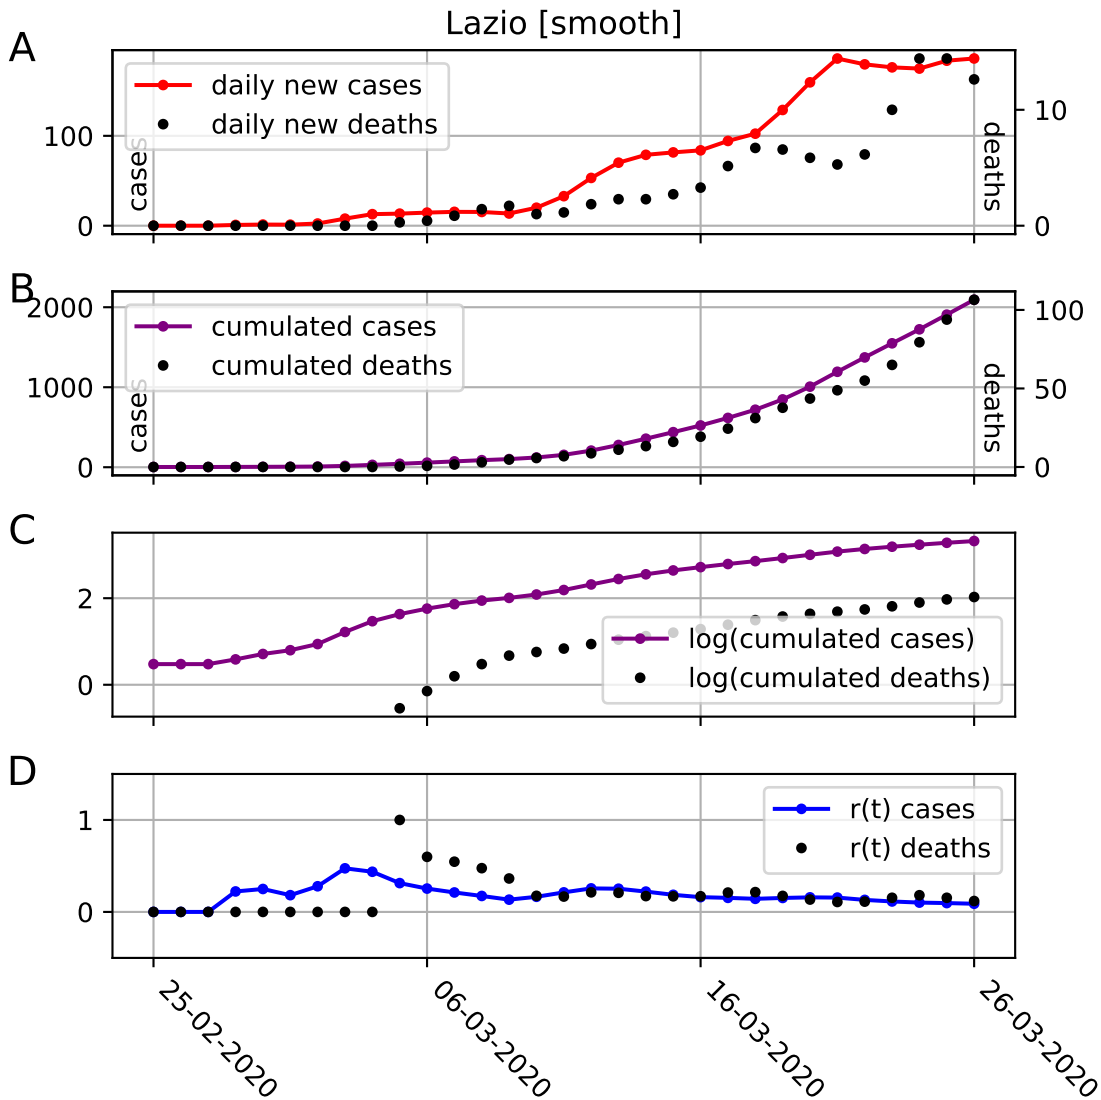 Lazio [smooth]
A
daily new cases
daily new deaths
100
0
cases
10
0
deaths
B
cumulated cases
cumulated deaths
2000
1000
0
cases
100
50
0
deaths
C
2
0
log(cumulated cases)
log(cumulated deaths)
D
1
0
r(t) cases
r(t) deaths
25-02-2020
06-03-2020
16-03-2020
26-03-2020